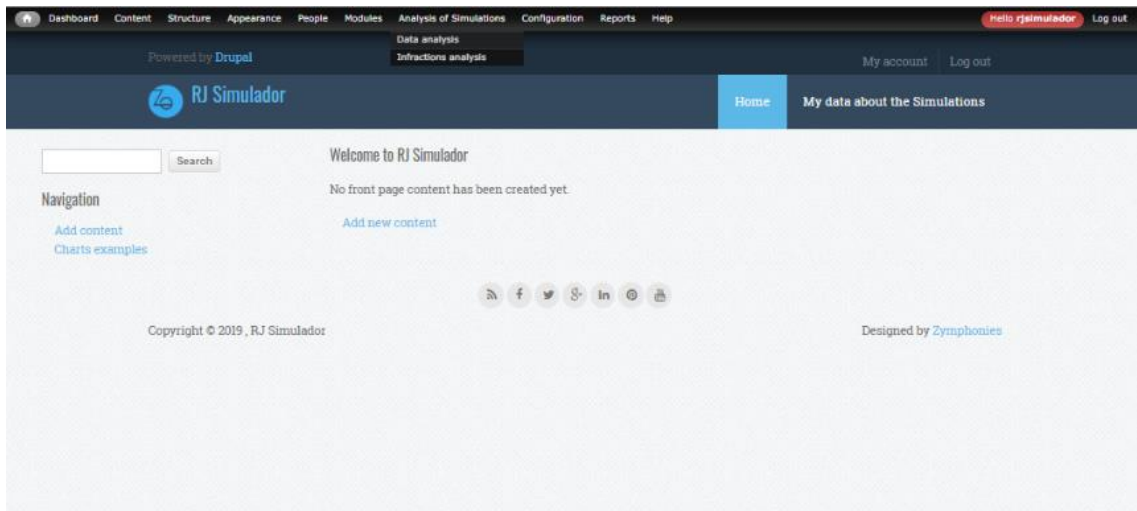 Dashboard Content Structure Appearance People Modules Analysis of Simulations Configuration Reports Help Hello rjsimulador Log out
Data analysis
Infractions analysis
Powered by Drupal My account Log out
RJ Simulador Home My data about the Simulations
Search
Welcome to RJ Simulador
No front page content has been created yet.
Navigation
Add new content
Add content
Charts examples
Copyright © 2019 , RJ Simulador Designed by Zymphonies